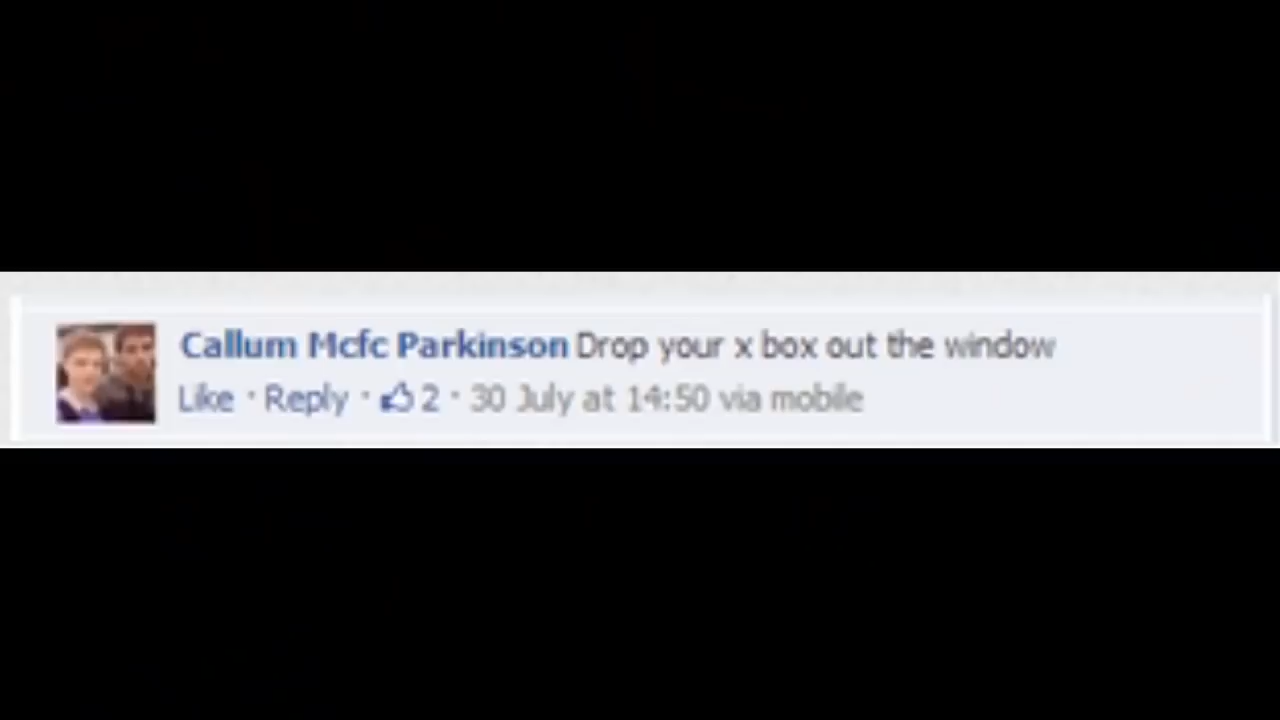 Callum Mcfc Parkinson Drop your x box out the window
Like · Reply · 2 · 30 July at 14:50 via mobile